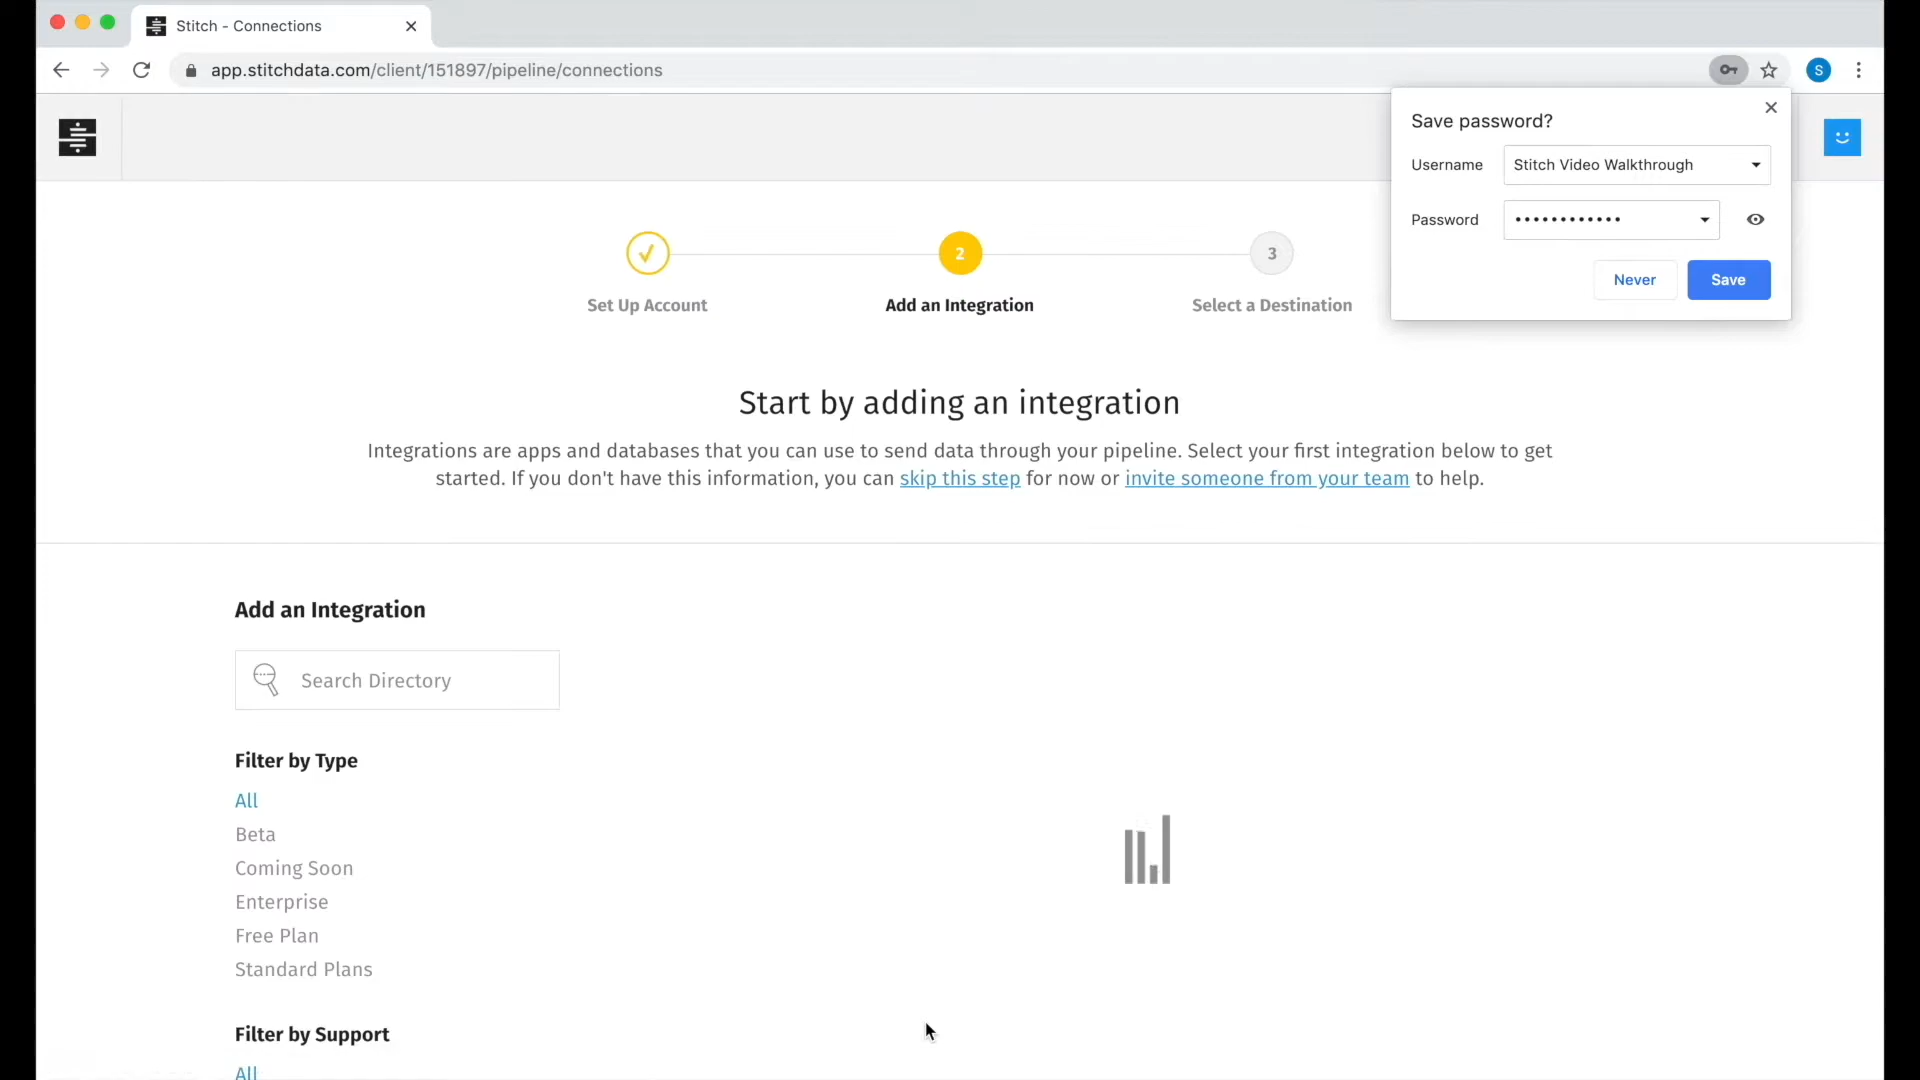 Stitch - Connections
app.stitchdata.com/client/151897/pipeline/connections
S
Save password?
Username
Stitch Video Walkthrough
Password
••••••••••••
Never
Save
2
3
Set Up Account
Add an Integration
Select a Destination
Start by adding an integration
Integrations are apps and databases that you can use to send data through your pipeline. Select your first integration below to get
started. If you don't have this information, you can skip this step for now or invite someone from your team to help.
Add an Integration
Search Directory
Filter by Type
All
Beta
Coming Soon
Enterprise
Free Plan
Standard Plans
Filter by Support
All